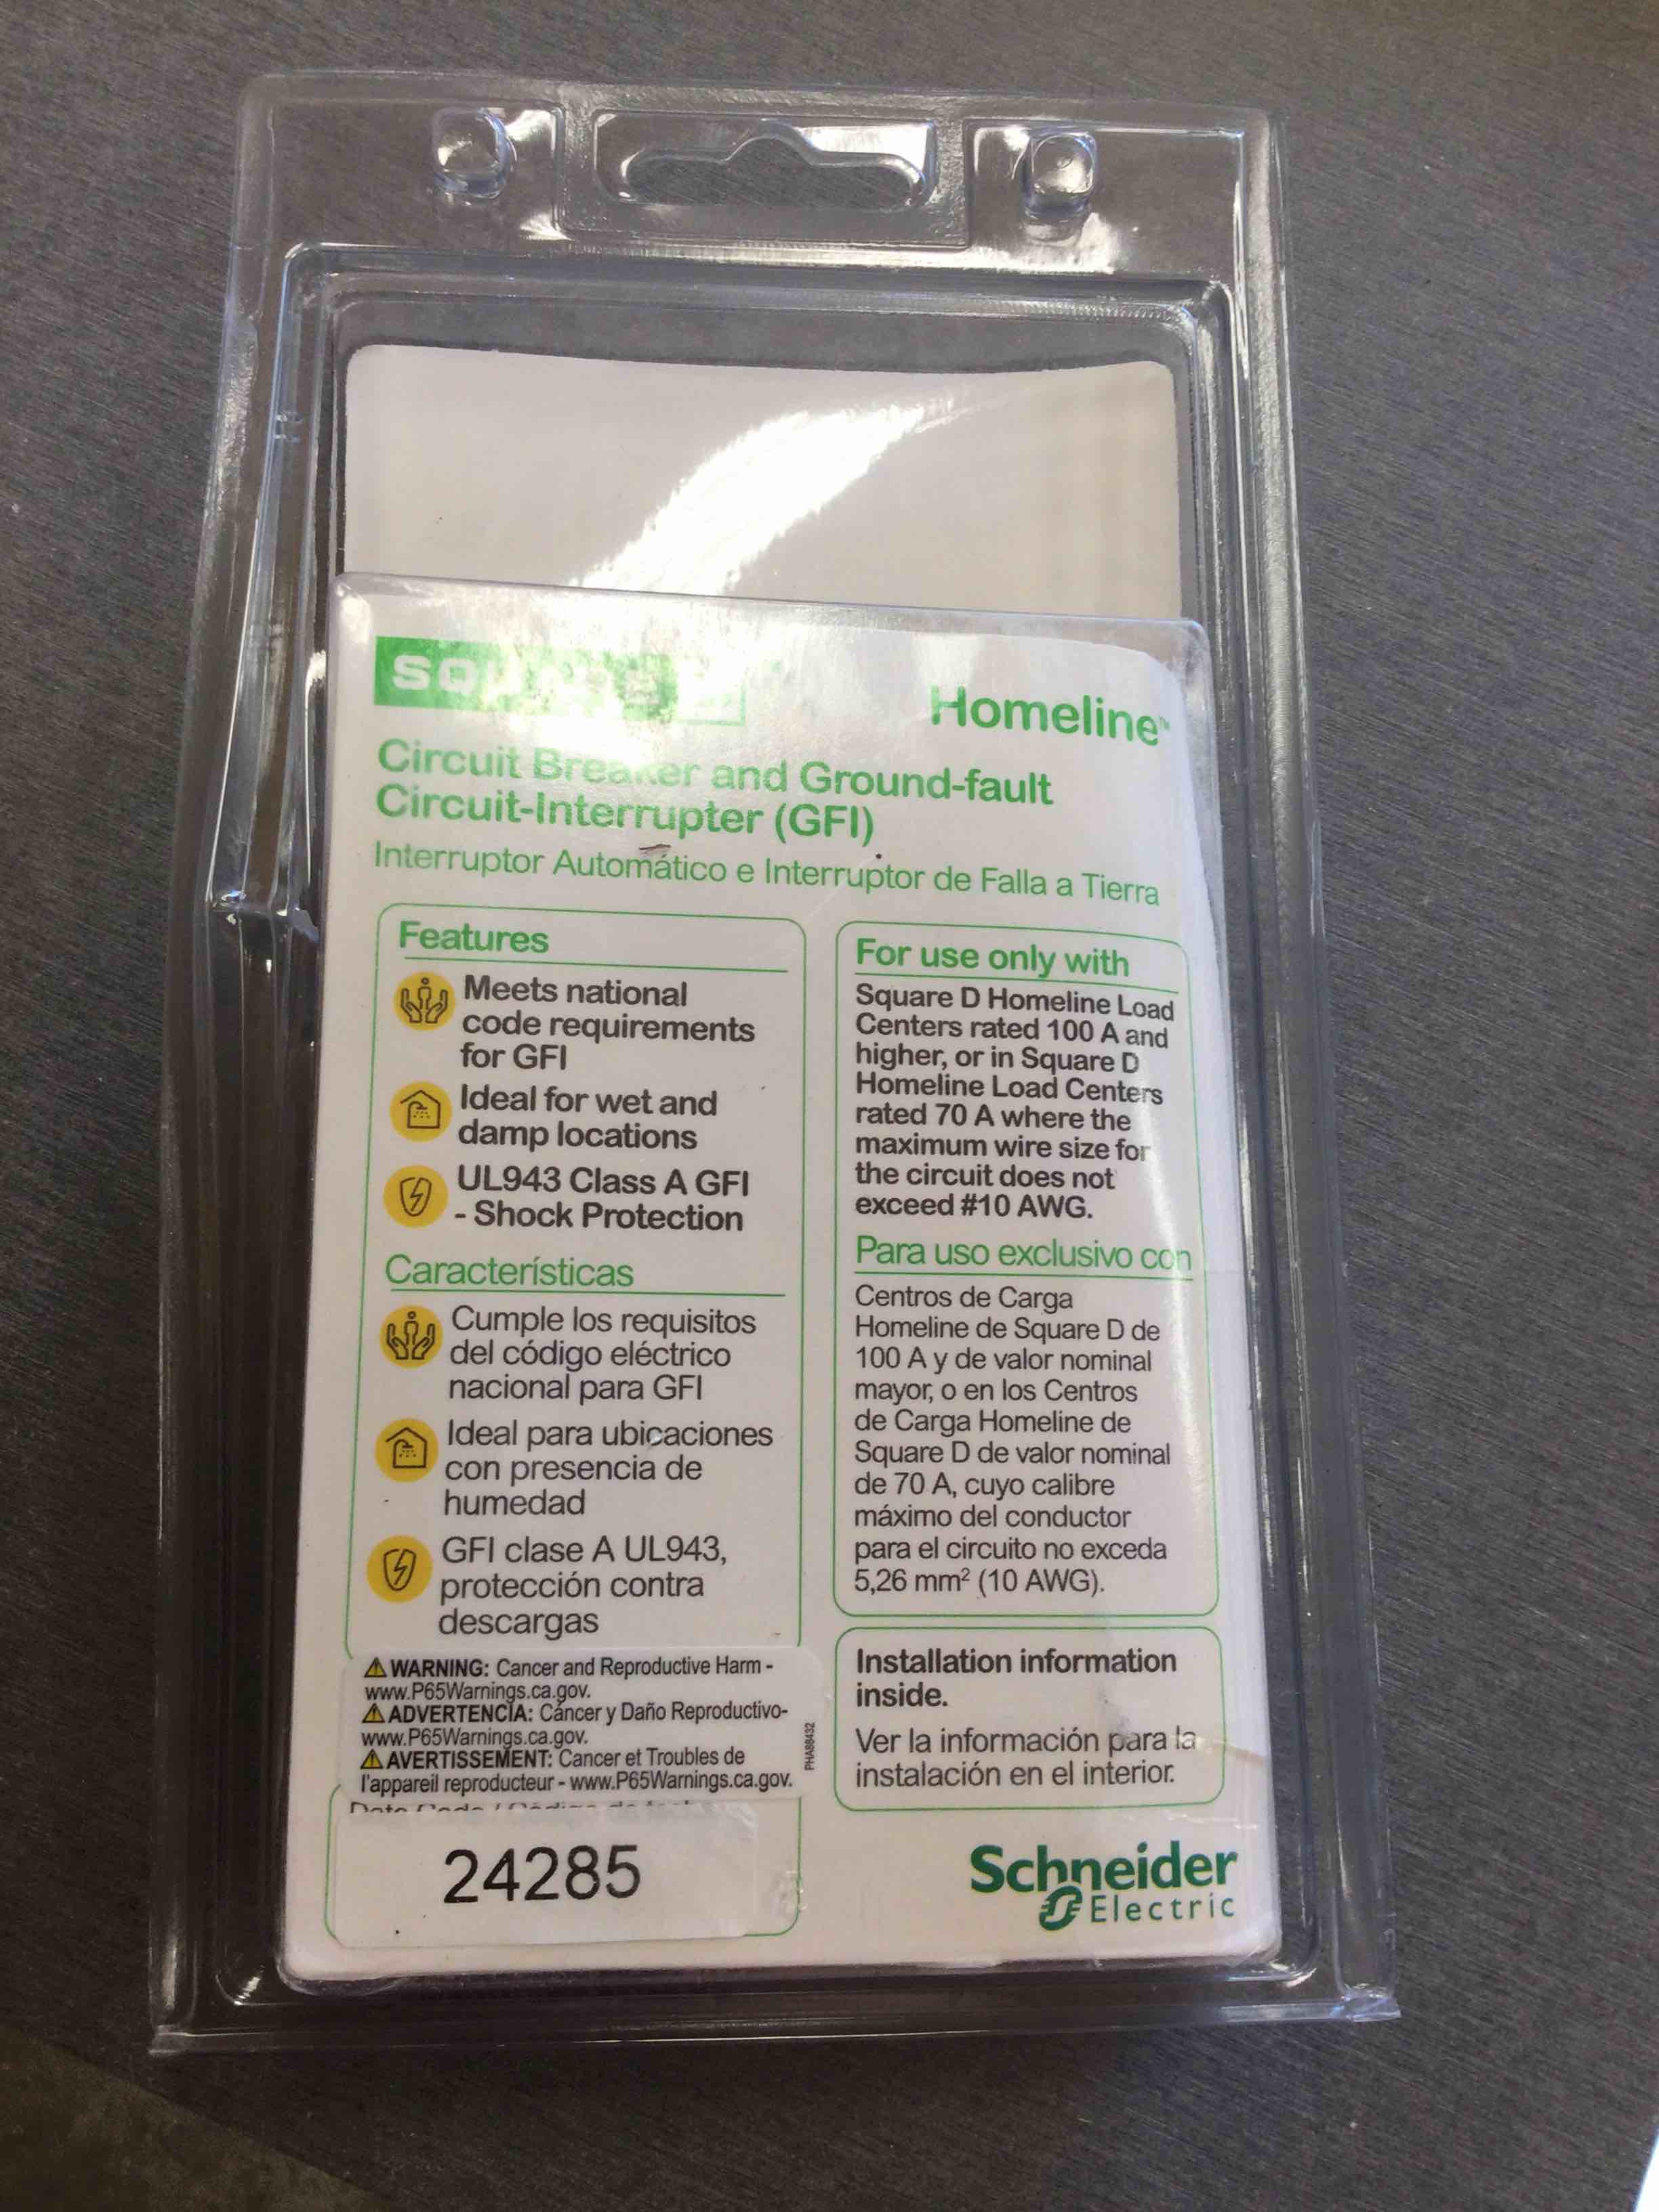 SQ
Homeline™
Circuit Breaker and Ground-fault
Circuit-Interrupter (GFI)
Interruptor Automático e Interruptor de Falla a Tierra
Features
Meets national
code requirements
for GFI
Ideal for wet and
damp locations
UL943 Class A GFI
- Shock Protection
Características
Cumple los requisitos
del código eléctrico
nacional para GFI
Ideal para ubicaciones
con presencia de
humedad
GFI clase A UL943,
protección contra
descargas
WARNING: Cancer and Reproductive Harm -
www.P65Warnings.ca.gov.
ADVERTENCIA: Cáncer y Daño Reproductivo-
www.P65Warnings.ca.gov.
AVERTISSEMENT: Cancer et Troubles de
l'appareil reproducteur - www.P65Warnings.ca.gov.
PHA88432
24285
For use only with
Square D Homeline Load
Centers rated 100 A and
higher, or in Square D
Homeline Load Centers
rated 70 A where the
maximum wire size for
the circuit does not
exceed #10 AWG.
Para uso exclusivo con
Centros de Carga
Homeline de Square D de
100 A y de valor nominal
mayor, o en los Centros
de Carga Homeline de
Square D de valor nominal
de 70 A, cuyo calibre
máximo del conductor
para el circuito no exceda
5,26 mm² (10 AWG).
Installation information
inside.
Ver la información para la
instalación en el interior.
Schneider
Electric